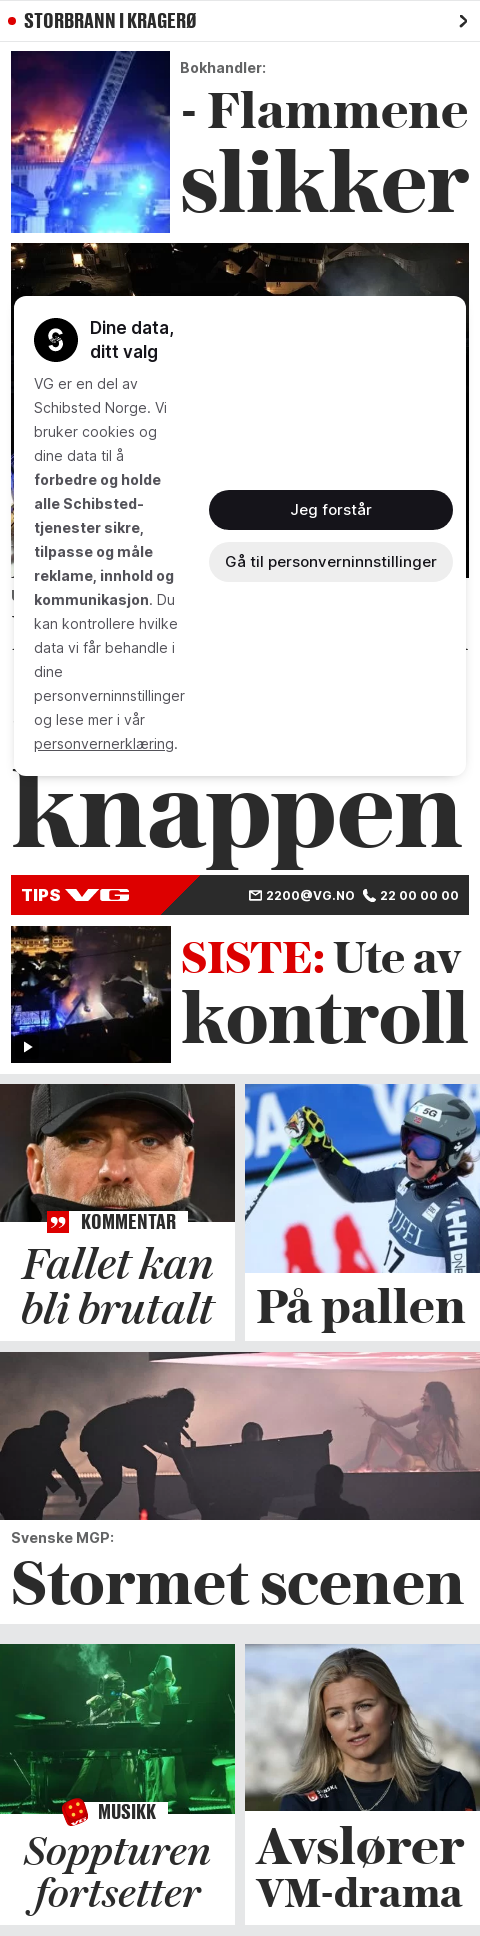 STORBRANN I KRAGERØ
Bokhandler:
- Flammene
slikker
Dine data,
ditt valg
VG er en del av
Schibsted Norge. Vi
bruker cookies og
dine data til å
forbedre og holde
alle Schibsted-
tjenester sikre,
tilpasse og måle
reklame, innhold og
kommunikasjon. Du
kan kontrollere hvilke
data vi får behandle i
dine
personverninnstillinger
og lese mer i vår
personvernerklæring.
Jeg forstår
Gå til personverninnstillinger
knappen
TIPS VG 2200@VG.NO 22 00 00 00
SISTE: Ute av
kontroll
KOMMENTAR
Fallet kan
bli brutalt
5G
17
På pallen
Svenske MGP:
Stormet scenen
MUSIKK
Soppturen
fortsetter
Avslører
VM-drama